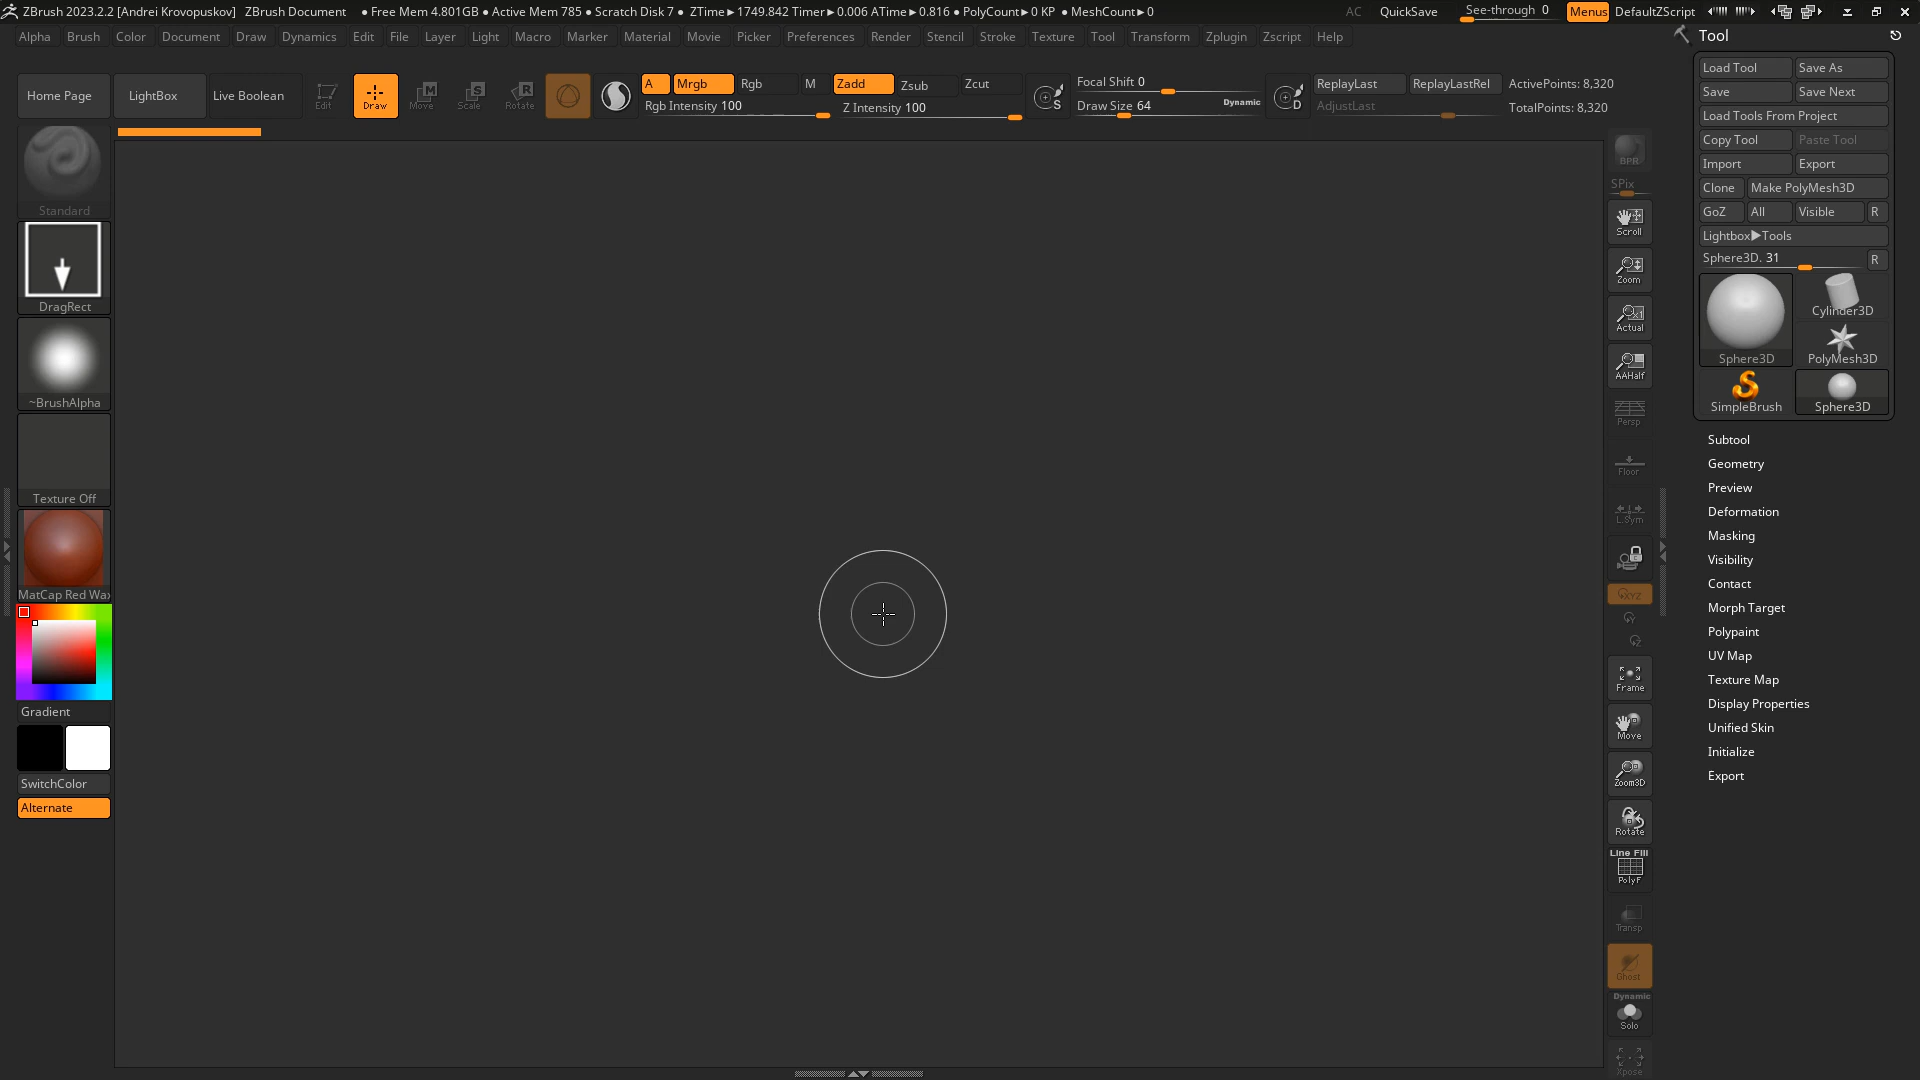 ZBrush 2023.2.2 [Andrei Krovopuskov] ZBrush Document ● Free Mem 4.801GB ● Active Mem 785 ● Scratch Disk 7 ● ZTime►1749.842 Timer►0.006 ATime►0.816 ● PolyCount►0 KP ● MeshCount►0 AC QuickSave See-through 0 Menus DefaultZScript
Alpha Brush Color Document Draw Dynamics Edit File Layer Light Macro Marker Material Movie Picker Preferences Render Stencil Stroke Texture Tool Transform Zplugin Zscript Help
Home Page LightBox Live Boolean Edit Draw Move Scale Rotate
A Mrgb Rgb M Zadd Zsub Zcut
Rgb Intensity 100 Z Intensity 100
S
Focal Shift 0
Draw Size 64 Dynamic
D
ReplayLast ReplayLastRel ActivePoints: 8,320
AdjustLast TotalPoints: 8,320
Standard
DragRect
~BrushAlpha
Texture Off
MatCap Red Wax
Gradient
SwitchColor
Alternate
BPR
SPix
Scroll
Zoom
Actual
AAHalf
Persp
Floor
L.Sym
XYZ
Frame
Move
Zoom3D
Rotate
Line Fill
PolyF
Transp
Ghost
Dynamic
Solo
Xpose
Tool
Load Tool Save As
Save Save Next
Load Tools From Project
Copy Tool Paste Tool
Import Export
Clone Make PolyMesh3D
GoZ All Visible R
Lightbox►Tools
Sphere3D. 31 R
Sphere3D Cylinder3D
PolyMesh3D
SimpleBrush Sphere3D
Subtool
Geometry
Preview
Deformation
Masking
Visibility
Contact
Morph Target
Polypaint
UV Map
Texture Map
Display Properties
Unified Skin
Initialize
Export